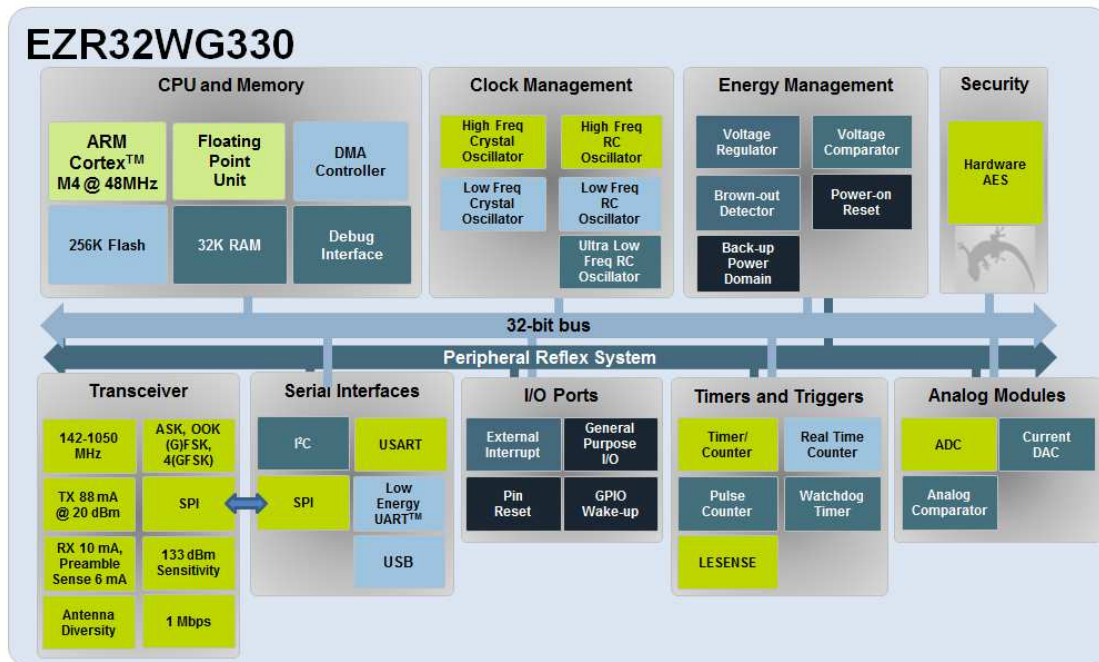 EZR32WG330
CPU and Memory
ARM
Cortex™
M4 @ 48MHz
Floating
Point
Unit
DMA
Controller
256K Flash
32K RAM
Debug
Interface
Clock Management
High Freq
Crystal
Oscillator
High Freq
RC
Oscillator
Low Freq
Crystal
Oscillator
Low Freq
RC
Oscillator
Ultra Low
Freq RC
Oscillator
Energy Management
Voltage
Regulator
Voltage
Comparator
Brown-out
Detector
Power-on
Reset
Back-up
Power
Domain
Security
Hardware
AES
32-bit bus
Peripheral Reflex System
Transceiver
142-1050
MHz
ASK, OOK
(G)FSK,
4(GFSK)
TX 88 mA
@ 20 dBm
SPI
RX 10 mA,
Preamble
Sense 6 mA
133 dBm
Sensitivity
Antenna
Diversity
1 Mbps
Serial Interfaces
I²C
USART
SPI
Low
Energy
UART™
USB
I/O Ports
External
Interrupt
General
Purpose
I/O
Pin
Reset
GPIO
Wake-up
Timers and Triggers
Timer/
Counter
Real Time
Counter
Pulse
Counter
Watchdog
Timer
LESENSE
Analog Modules
ADC
Current
DAC
Analog
Comparator